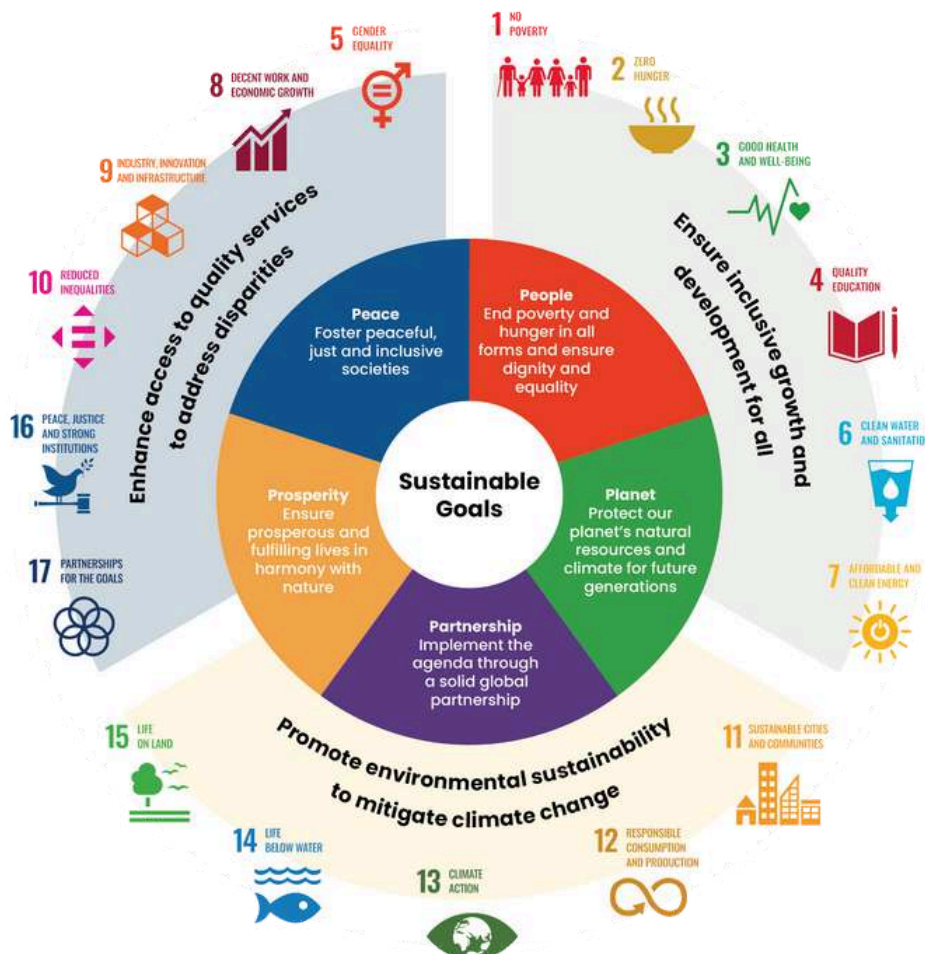 1 NO
POVERTY
2 ZERO
HUNGER
3 GOOD HEALTH
AND WELL-BEING
4 QUALITY
EDUCATION
6 CLEAN WATER
AND SANITATIO
7 AFFORDABLE AND
CLEAN ENERGY
Ensure inclusive growth and
development for all
11 SUSTAINABLE CITIES
AND COMMUNITIES
12 RESPONSIBLE
CONSUMPTION
AND PRODUCTION
13 CLIMATE
ACTION
14 LIFE
BELOW WATER
15 LIFE
ON LAND
Promote environmental sustainability
to mitigate climate change
17 PARTNERSHIPS
FOR THE GOALS
16 PEACE, JUSTICE
AND STRONG
INSTITUTIONS
10 REDUCED
INEQUALITIES
9 INDUSTRY, INNOVATION
AND INFRASTRUCTURE
8 DECENT WORK AND
ECONOMIC GROWTH
5 GENDER
EQUALITY
Enhance access to quality services
to address disparities
Peace
Foster peaceful,
just and inclusive
societies
People
End poverty and
hunger in all
forms and ensure
dignity and
equality
Planet
Protect our
planet's natural
resources and
climate for future
generations
Partnership
Implement the
agenda through
a solid global
partnership
Prosperity
Ensure
prosperous and
fulfilling lives in
harmony with
nature
Sustainable
Goals